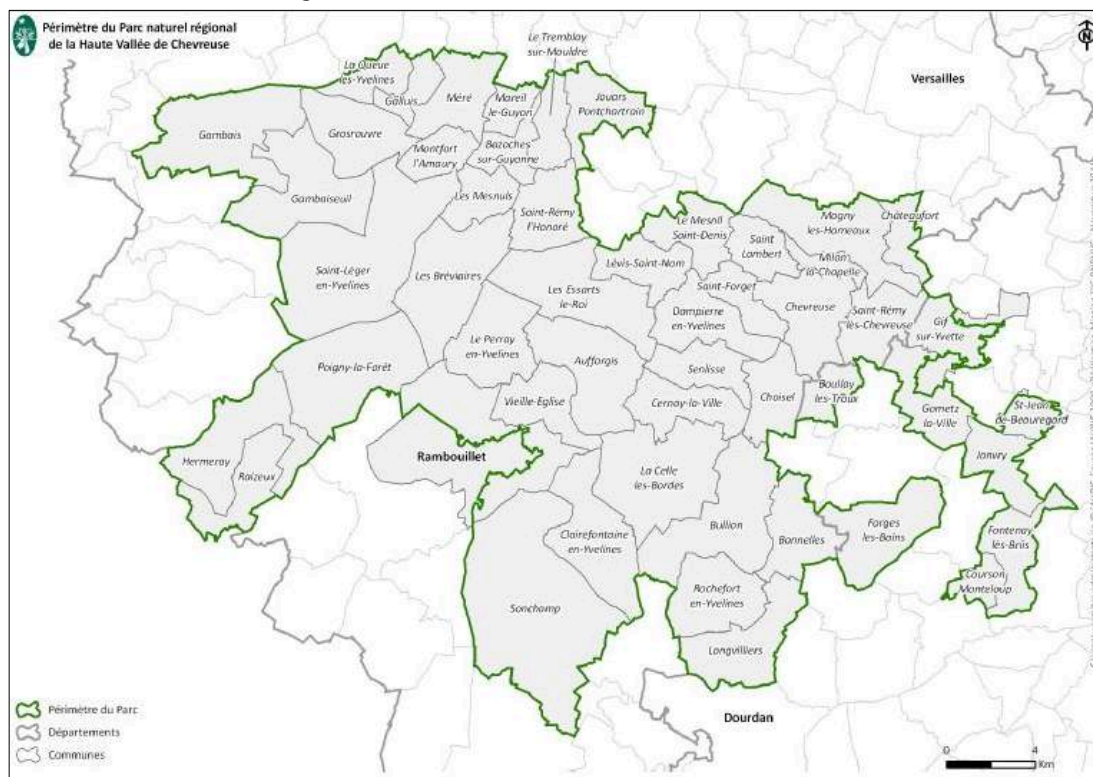 Périmètre du Parc naturel régional
de la Haute Vallée de Chevreuse
Le Tremblay
sur-Mauldre
N
Versailles
La Queue
les-Yvelines
Galluis
Méré
Mareil
le-Guyon
Jouars
Pontchartrain
Gambais
Grosrouvre
Montfort
l'Amaury
Bazoches
sur-Guyonne
Gambaiseuil
Les Mesnuls
Saint-Rémy
l'Honoré
Le Mesnil
Saint-Denis
Saint
Lambert
Magny
les-Hameaux
Châteaufort
Saint-Léger
en-Yvelines
Les Bréviaires
Lévis-Saint-Nom
Milon
la-Chapelle
Les Essarts
le-Roi
Saint-Forget
Chevreuse
Dampierre
en-Yvelines
Saint-Rémy
lès-Chevreuse
Gif
sur-Yvette
Le Perray
en-Yvelines
Auffargis
Poigny-la-Forêt
Senlisse
Choisel
Boullay
les-Troux
Vieille-Eglise
Cernay-la-Ville
Gometz
la-Ville
St-Jean
de-Beauregard
Rambouillet
Janvry
Hermeray
Raizeux
La Celle
les-Bordes
Clairefontaine
en-Yvelines
Bullion
Bonnelles
Forges
les-Bains
Fontenay
lès-Briis
Rochefort
en-Yvelines
Courson
Monteloup
Sonchamp
Longvilliers
Dourdan
Périmètre du Parc
Départements
Communes
0 4
Km